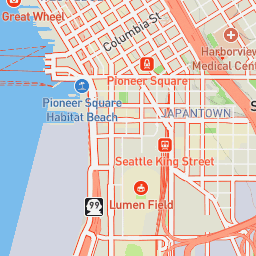 Great Wheel
Columbia St
Harborview
Medical Cent
Pioneer Square
Pioneer Square
Habitat Beach
JAPANTOWN
Seattle King Street
Lumen Field
99